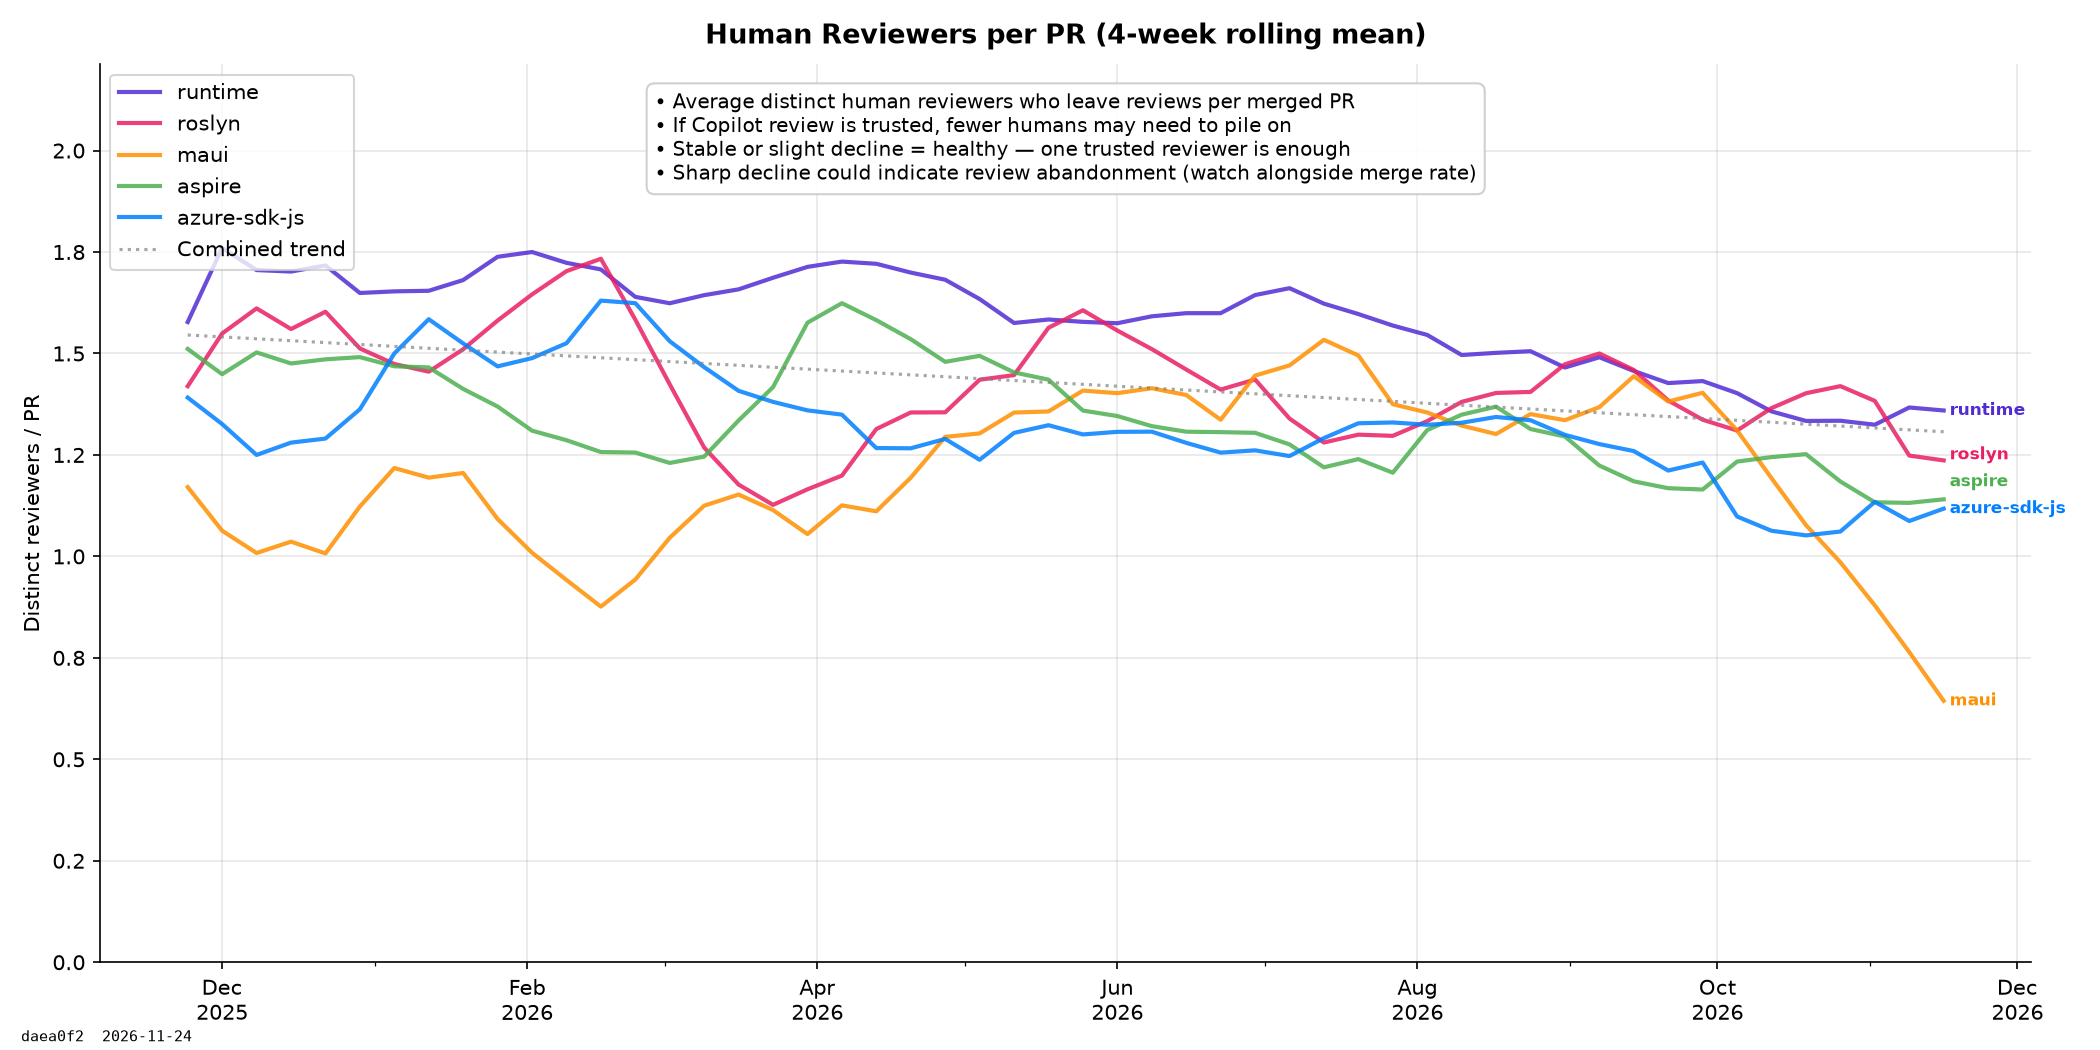 Human Reviewers per PR (4-week rolling mean)
runtime
roslyn
maui
aspire
azure-sdk-js
Combined trend
• Average distinct human reviewers who leave reviews per merged PR
• If Copilot review is trusted, fewer humans may need to pile on
• Stable or slight decline = healthy — one trusted reviewer is enough
• Sharp decline could indicate review abandonment (watch alongside merge rate)
Distinct reviewers / PR
2.0
1.8
1.5
1.2
1.0
0.8
0.5
0.2
0.0
runtime
roslyn
aspire
azure-sdk-js
maui
Dec
2025
Feb
2026
Apr
2026
Jun
2026
Aug
2026
Oct
2026
Dec
2026
daea0f2 2026-11-24